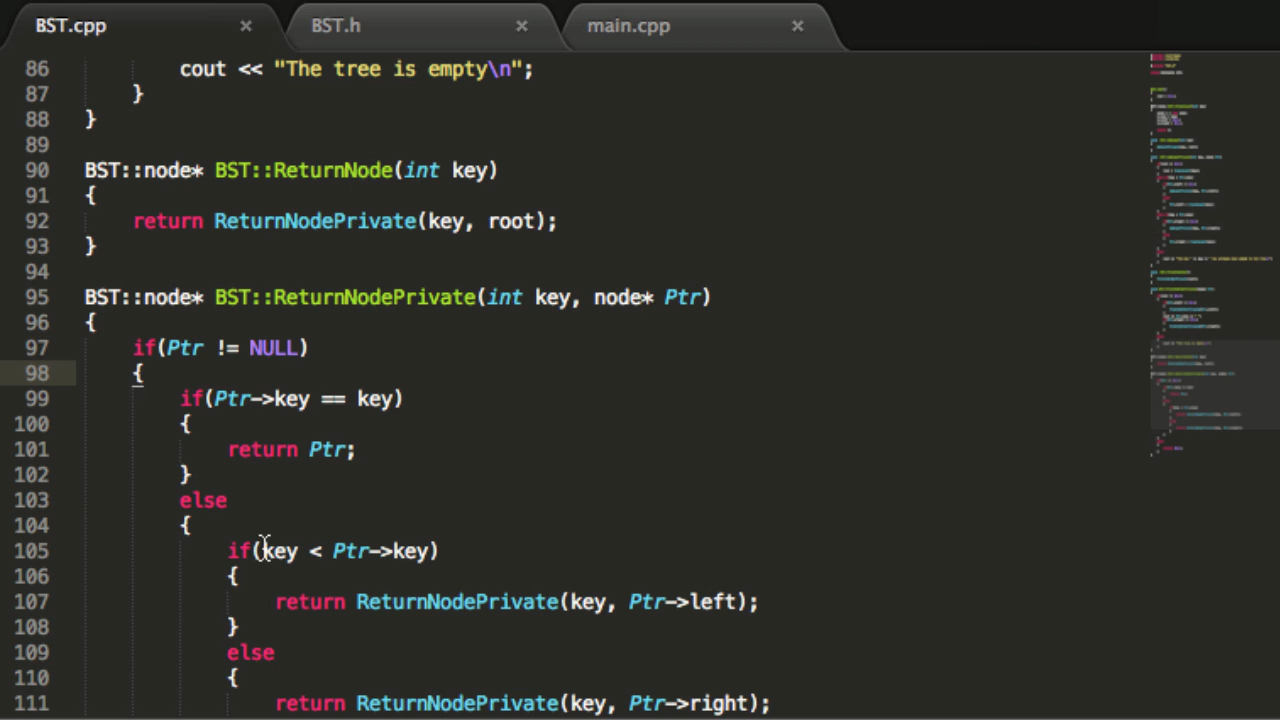 BST.cpp × BST.h × main.cpp ×
86 cout << "The tree is empty\n";
87 }
88 }
89
90 BST::node* BST::ReturnNode(int key)
91 {
92 return ReturnNodePrivate(key, root);
93 }
94
95 BST::node* BST::ReturnNodePrivate(int key, node* Ptr)
96 {
97 if(Ptr != NULL)
98 {
99 if(Ptr->key == key)
100 {
101 return Ptr;
102 }
103 else
104 {
105 if(key < Ptr->key)
106 {
107 return ReturnNodePrivate(key, Ptr->left);
108 }
109 else
110 {
111 return ReturnNodePrivate(key, Ptr->right);